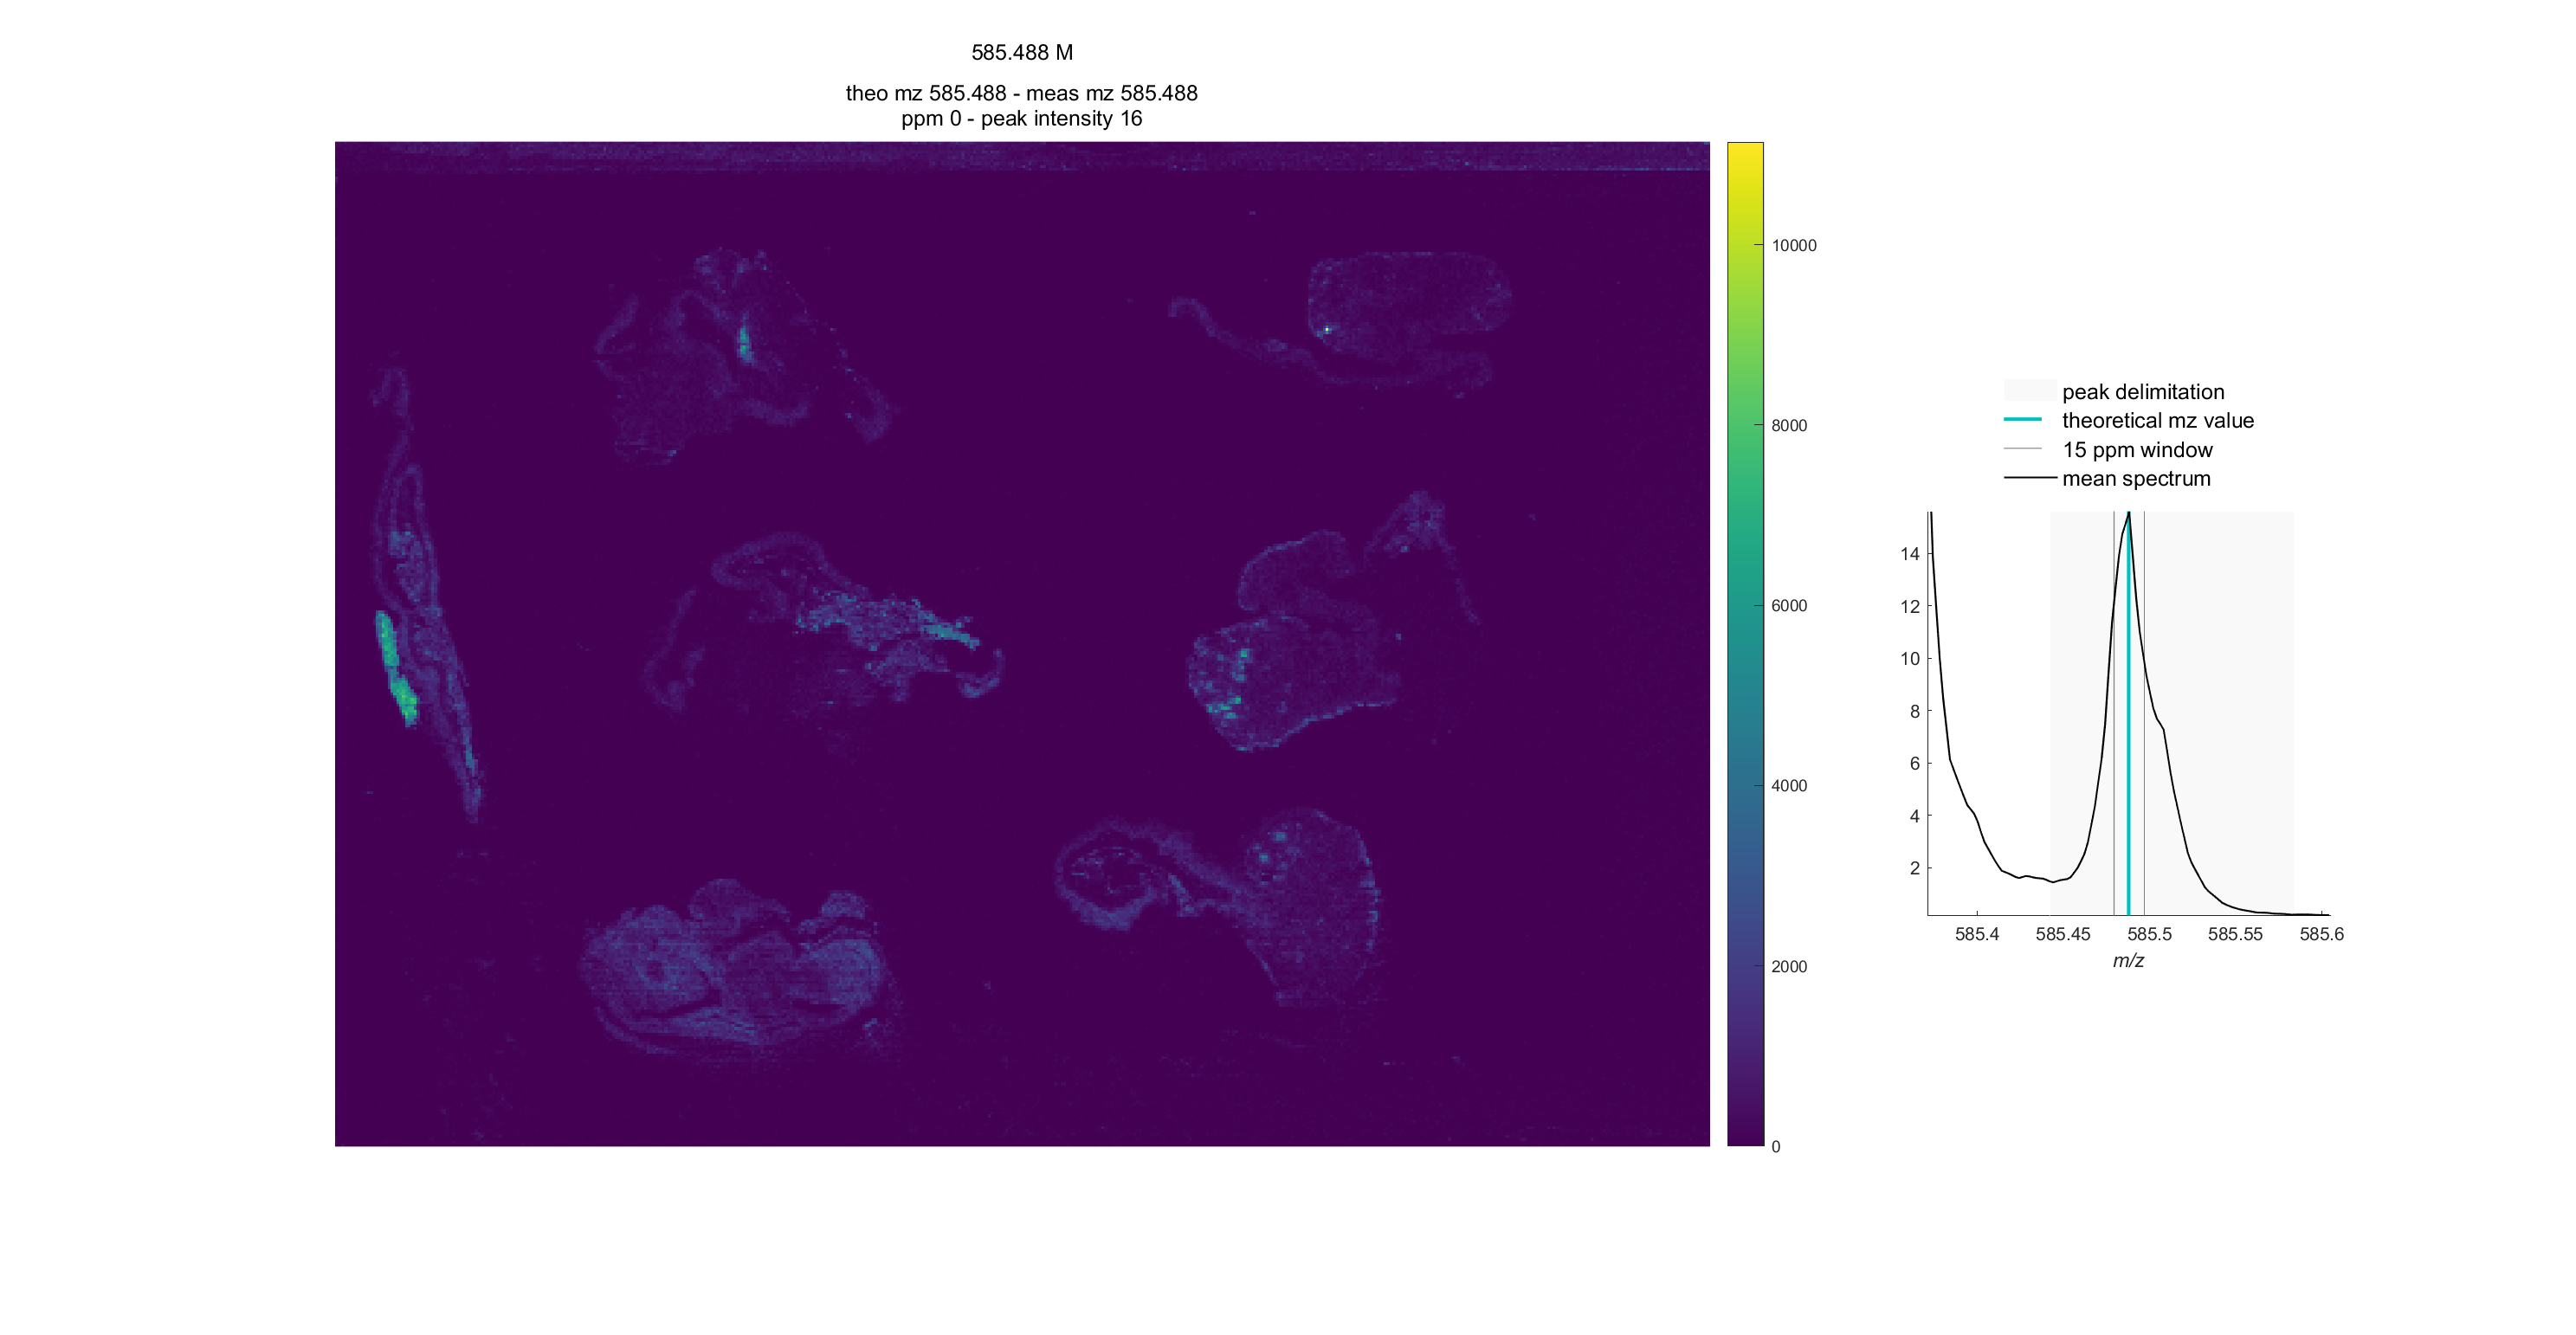 585.488 M
theo mz 585.488 - meas mz 585.488
ppm 0 - peak intensity 16
10000
8000
6000
4000
2000
0
peak delimitation
theoretical mz value
15 ppm window
mean spectrum
14
12
10
8
6
4
2
585.4 585.45 585.5 585.55 585.6
m/z